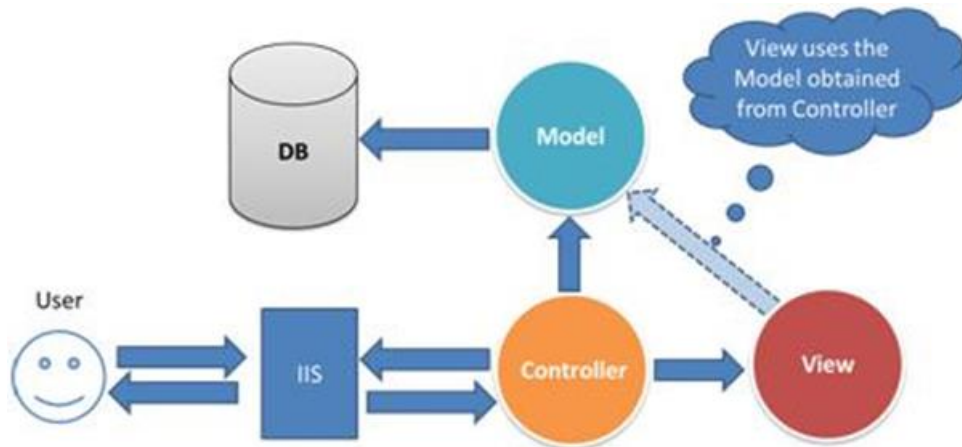 View uses the
Model obtained
from Controller
DB
Model
User
IIS
Controller
View